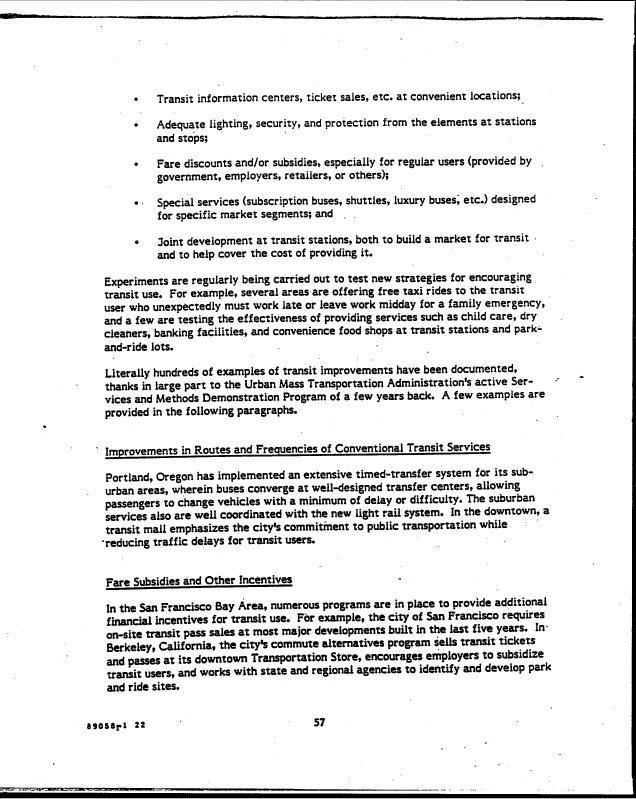 • Transit information centers, ticket sales, etc. at convenient locations;
• Adequate lighting, security, and protection from the elements at stations
and stops;
• Fare discounts and/or subsidies, especially for regular users (provided by
government, employers, retailers, or others);
• Special services (subscription buses, shuttles, luxury buses, etc.) designed
for specific market segments; and
• Joint development at transit stations, both to build a market for transit
and to help cover the cost of providing it.
Experiments are regularly being carried out to test new strategies for encouraging
transit use. For example, several areas are offering free taxi rides to the transit
user who unexpectedly must work late or leave work midday for a family emergency,
and a few are testing the effectiveness of providing services such as child care, dry
cleaners, banking facilities, and convenience food shops at transit stations and park-
and-ride lots.
Literally hundreds of examples of transit improvements have been documented,
thanks in large part to the Urban Mass Transportation Administration's active Ser-
vices and Methods Demonstration Program of a few years back. A few examples are
provided in the following paragraphs.
Improvements in Routes and Frequencies of Conventional Transit Services
Portland, Oregon has implemented an extensive timed-transfer system for its sub-
urban areas, wherein buses converge at well-designed transfer centers, allowing
passengers to change vehicles with a minimum of delay or difficulty. The suburban
services also are well coordinated with the new light rail system. In the downtown, a
transit mall emphasizes the city's commitment to public transportation while
reducing traffic delays for transit users.
Fare Subsidies and Other Incentives
In the San Francisco Bay Area, numerous programs are in place to provide additional
financial incentives for transit use. For example, the city of San Francisco requires
on-site transit pass sales at most major developments built in the last five years. In
Berkeley, California, the city's commute alternatives program sells transit tickets
and passes at its downtown Transportation Store, encourages employers to subsidize
transit users, and works with state and regional agencies to identify and develop park
and ride sites.
89058r1 22
57